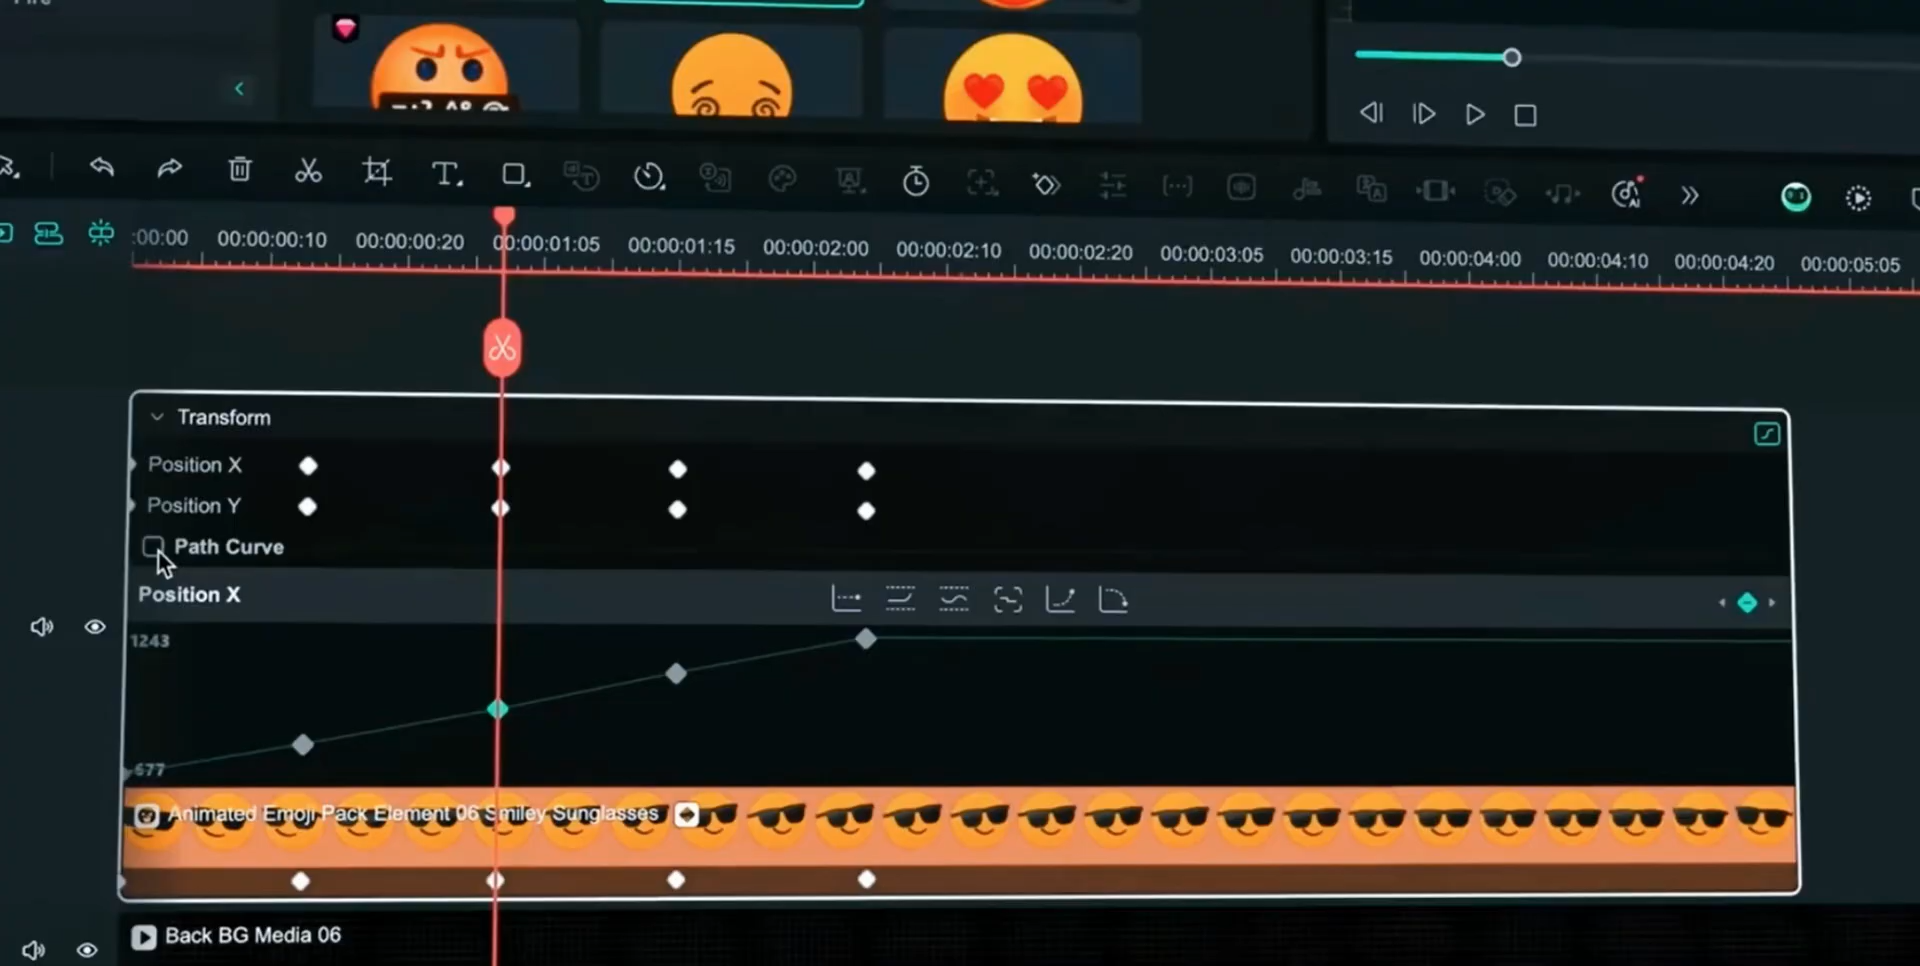 :00:00 00:00:00:10 00:00:00:20 00:00:01:05 00:00:01:15 00:00:02:00 00:00:02:10 00:00:02:20 00:00:03:05 00:00:03:15 00:00:04:00 00:00:04:10 00:00:04:20 00:00:05:05
Transform
Position X
Position Y
Path Curve
Position X
1243
677
Animated Emoji Pack Element 06 Smiley Sunglasses
Back BG Media 06